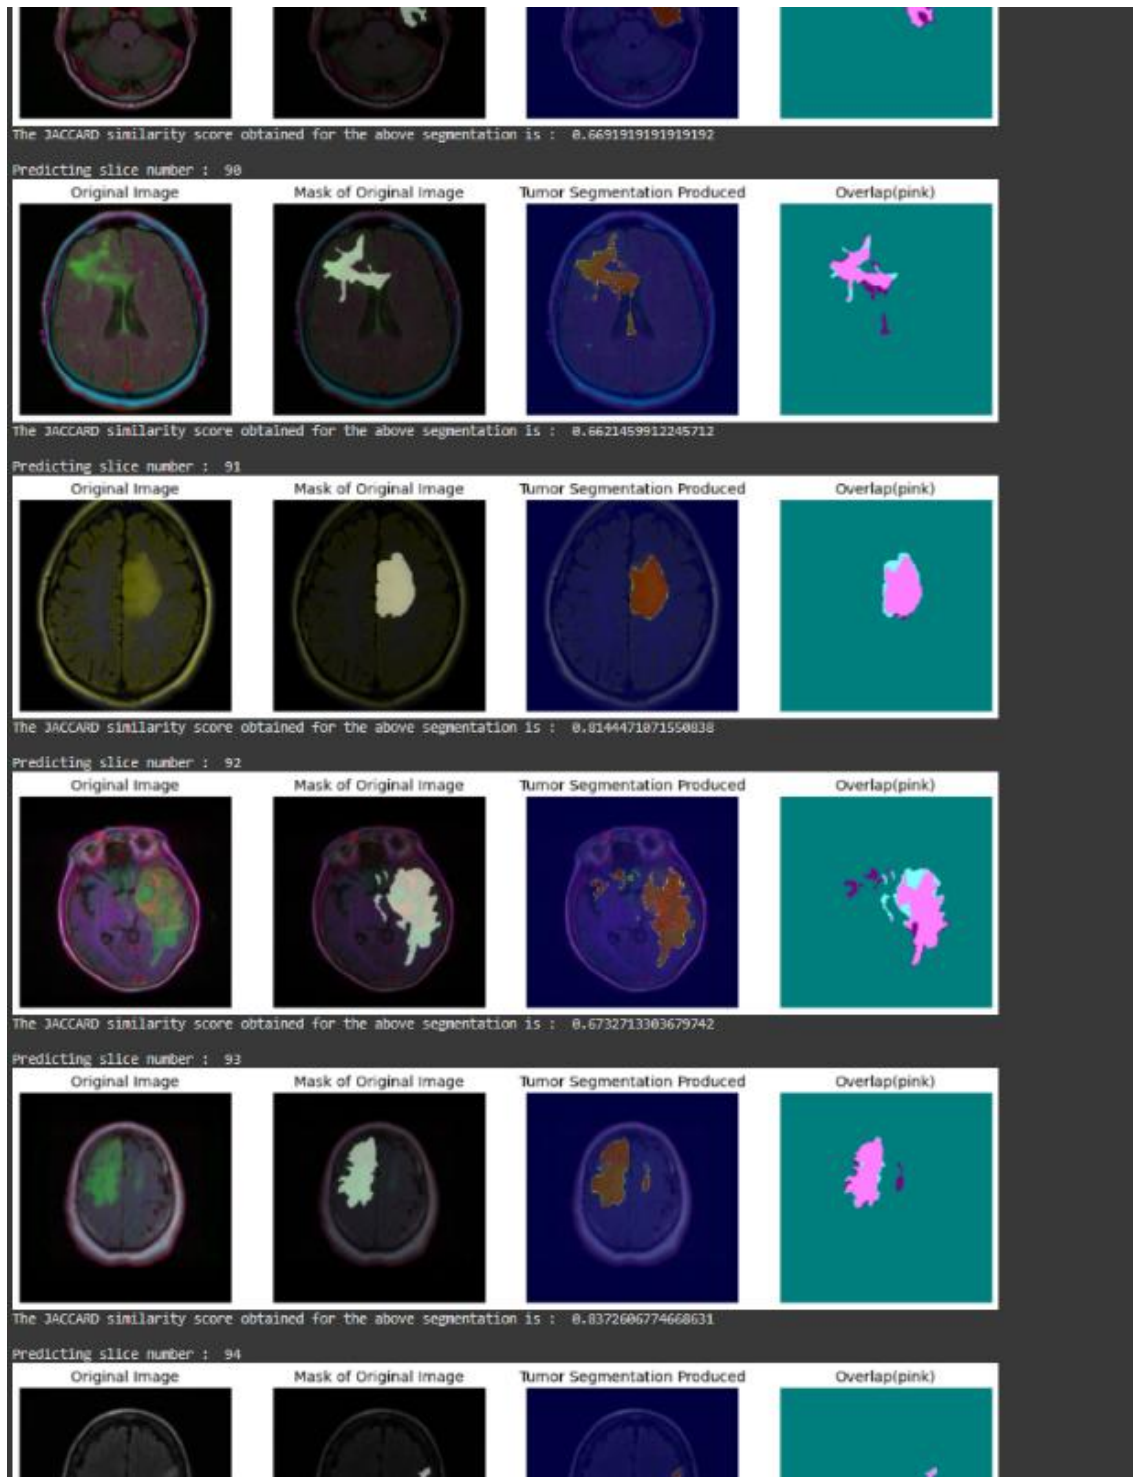 The JACCARD similarity score obtained for the above segmentation is : 0.6691919191919192
Predicting slice number : 90
Original Image Mask of Original Image Tumor Segmentation Produced Overlap(pink)
The JACCARD similarity score obtained for the above segmentation is : 0.6621459912245712
Predicting slice number : 91
Original Image Mask of Original Image Tumor Segmentation Produced Overlap(pink)
The JACCARD similarity score obtained for the above segmentation is : 0.8144471071550838
Predicting slice number : 92
Original Image Mask of Original Image Tumor Segmentation Produced Overlap(pink)
The JACCARD similarity score obtained for the above segmentation is : 0.6732713303679742
Predicting slice number : 93
Original Image Mask of Original Image Tumor Segmentation Produced Overlap(pink)
The JACCARD similarity score obtained for the above segmentation is : 0.8372606774668631
Predicting slice number : 94
Original Image Mask of Original Image Tumor Segmentation Produced Overlap(pink)